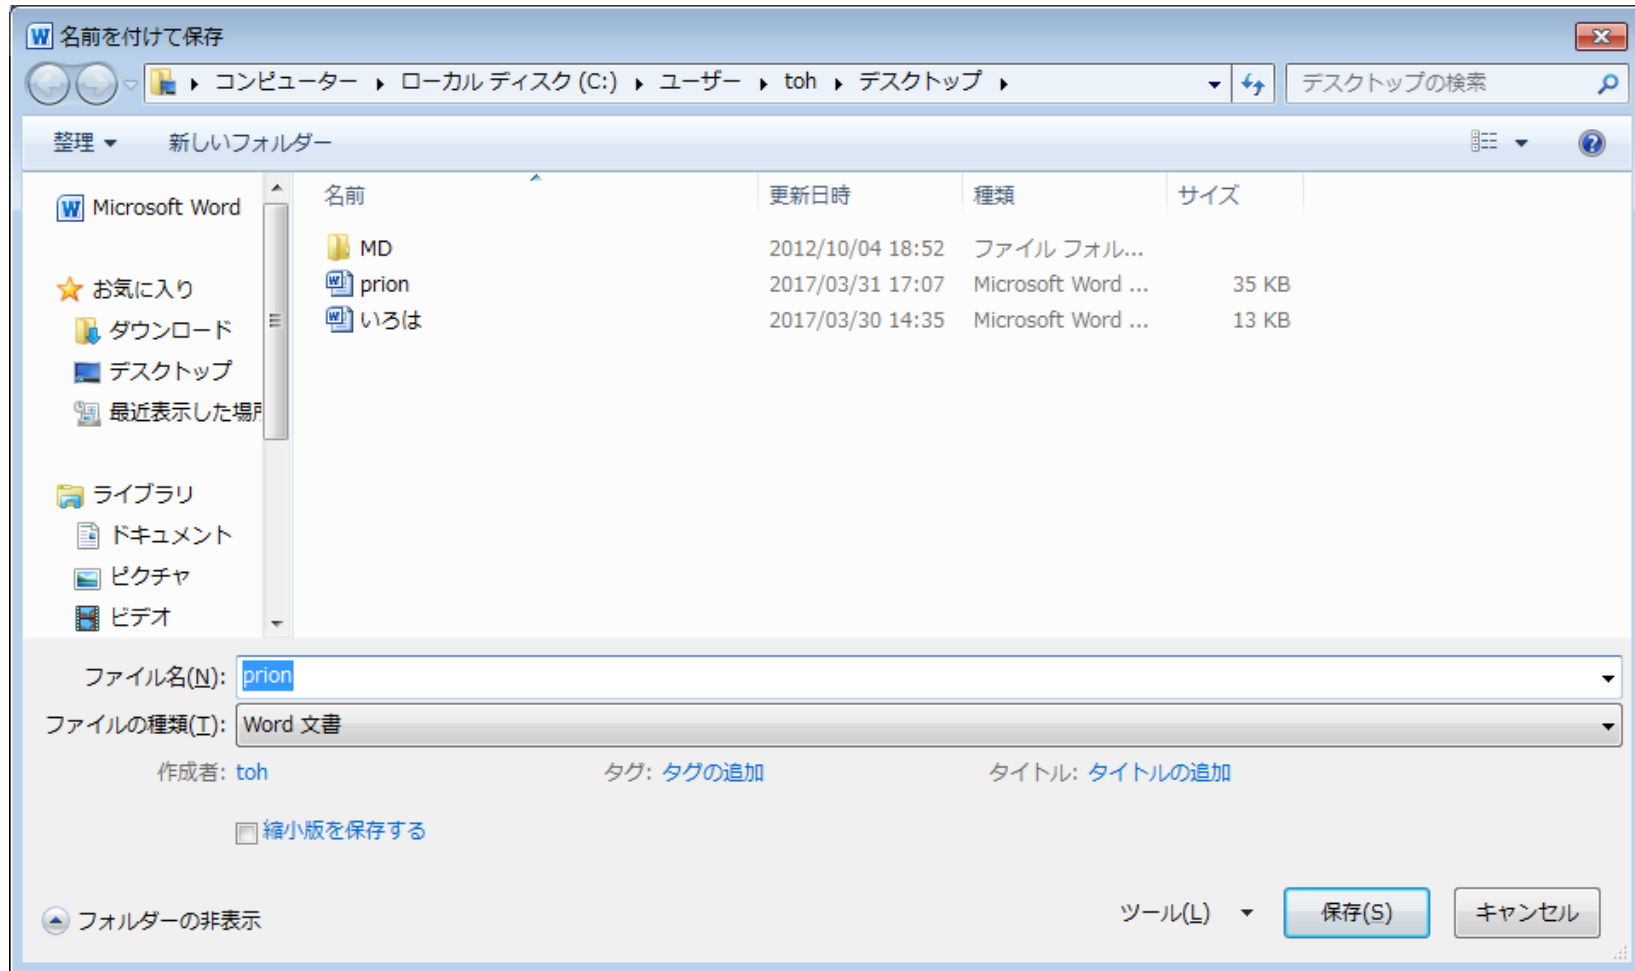 名前を付けて保存
コンピューター ▸ ローカル ディスク (C:) ▸ ユーザー ▸ toh ▸ デスクトップ ▸
デスクトップの検索
整理 新しいフォルダー
Microsoft Word
お気に入り
ダウンロード
デスクトップ
最近表示した場所
ライブラリ
ドキュメント
ピクチャ
ビデオ
名前 更新日時 種類 サイズ
MD 2012/10/04 18:52 ファイル フォル...
prion 2017/03/31 17:07 Microsoft Word ... 35 KB
いろは 2017/03/30 14:35 Microsoft Word ... 13 KB
ファイル名(N): prion
ファイルの種類(T): Word 文書
作成者: toh タグ: タグの追加 タイトル: タイトルの追加
縮小版を保存する
フォルダーの非表示 ツール(L) 保存(S) キャンセル